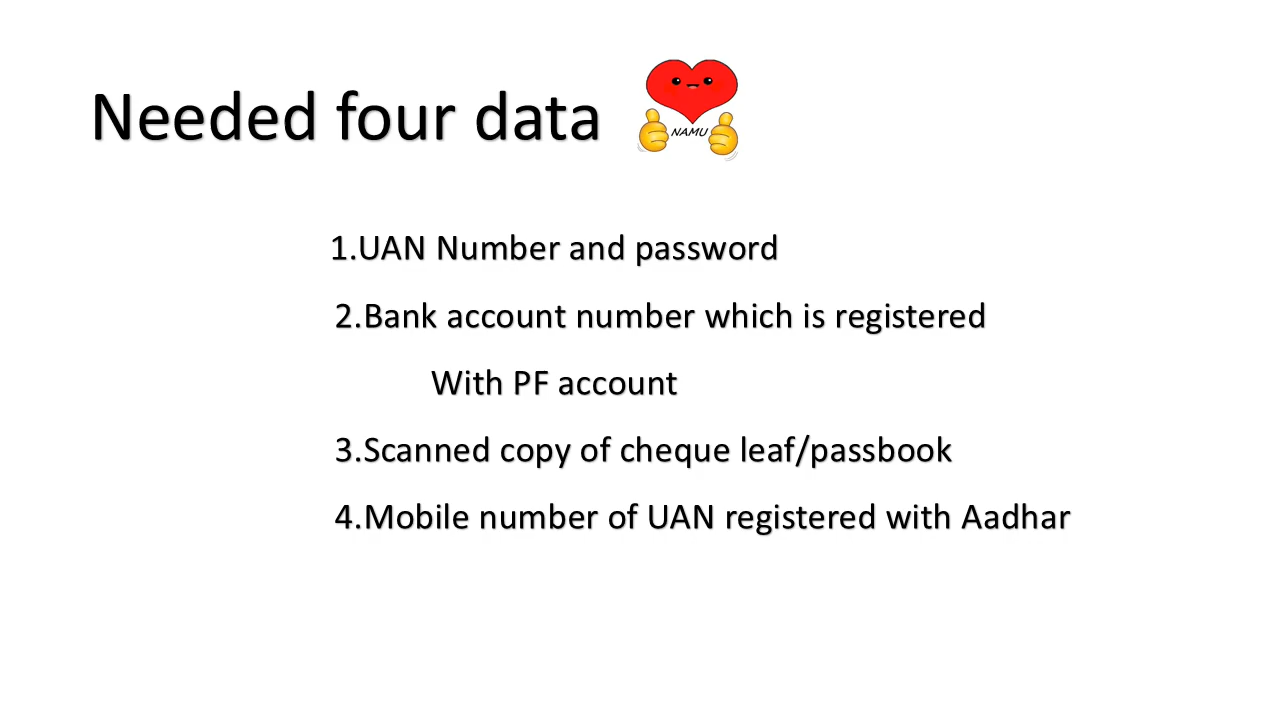 Needed four data
NAMU
1.UAN Number and password
2.Bank account number which is registered
With PF account
3.Scanned copy of cheque leaf/passbook
4.Mobile number of UAN registered with Aadhar